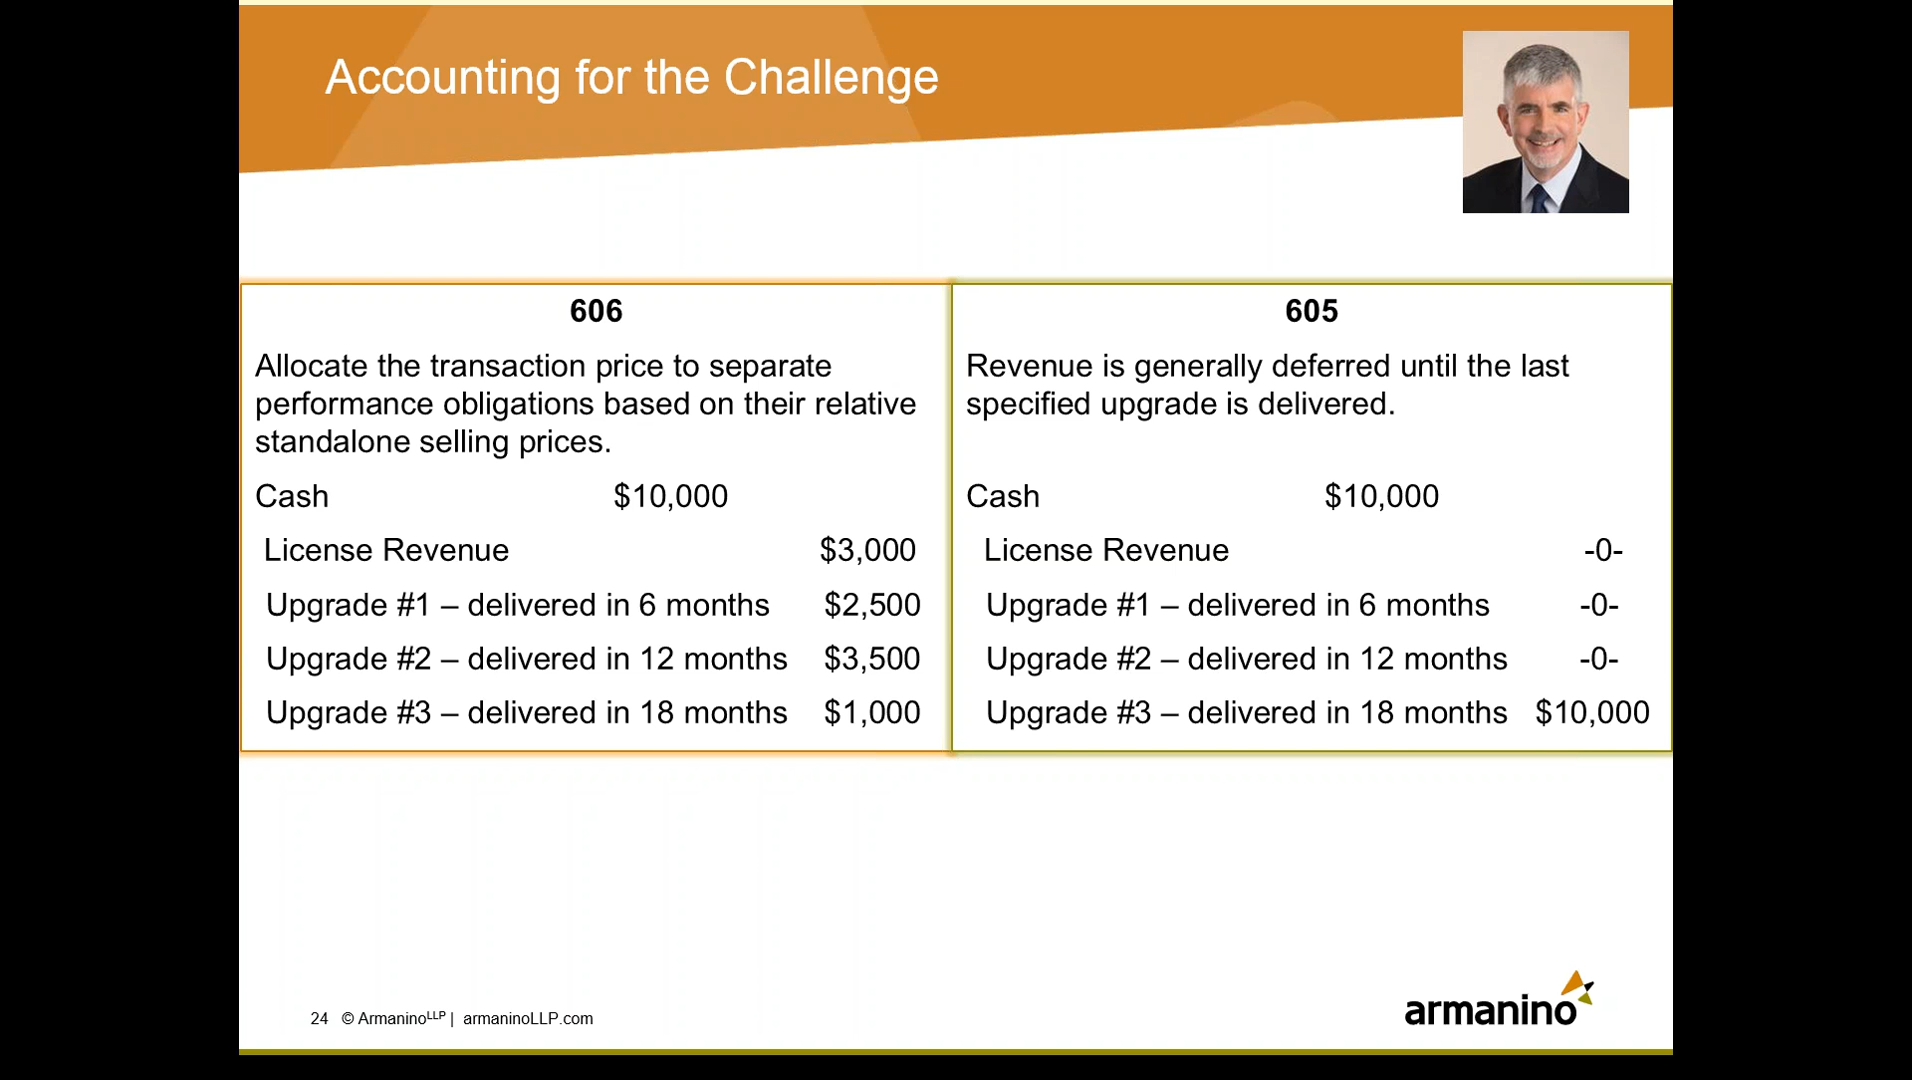 Accounting for the Challenge
606
Allocate the transaction price to separate
performance obligations based on their relative
standalone selling prices.
Cash $10,000
License Revenue $3,000
Upgrade #1 – delivered in 6 months $2,500
Upgrade #2 – delivered in 12 months $3,500
Upgrade #3 – delivered in 18 months $1,000
605
Revenue is generally deferred until the last
specified upgrade is delivered.
Cash $10,000
License Revenue -0-
Upgrade #1 – delivered in 6 months -0-
Upgrade #2 – delivered in 12 months -0-
Upgrade #3 – delivered in 18 months $10,000
24 © ArmaninoLLP | armaninoLLP.com
armanino